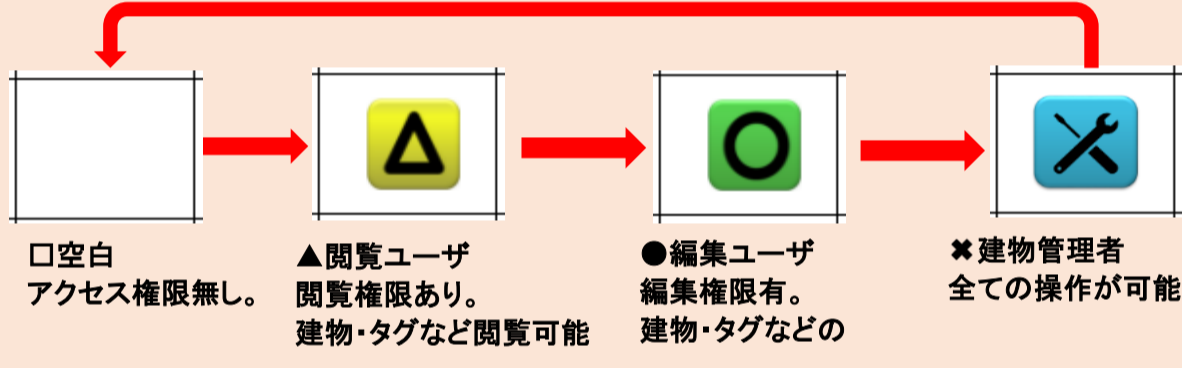 □空白
アクセス権限無し。
▲閲覧ユーザ
閲覧権限あり。
建物・タグなど閲覧可能
●編集ユーザ
編集権限有。
建物・タグなどの
✖建物管理者
全ての操作が可能